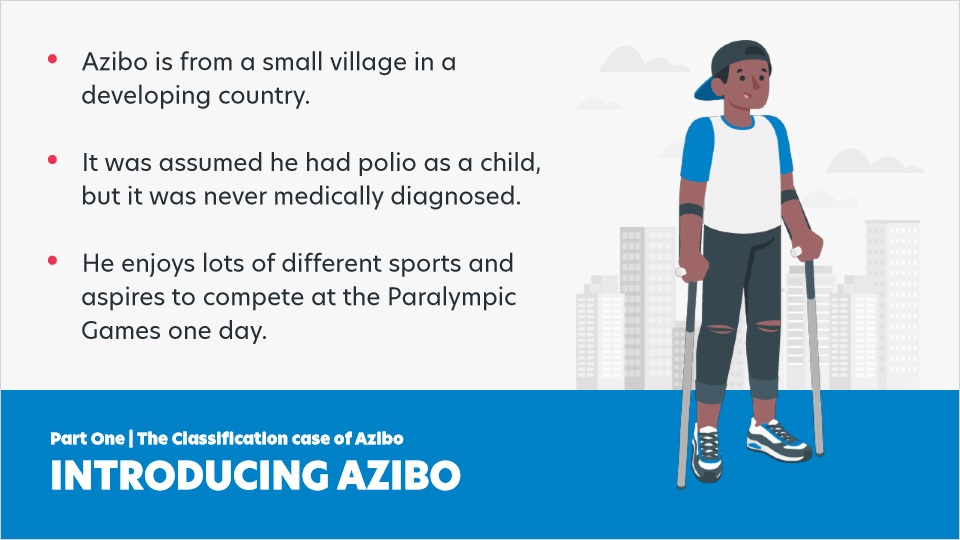 • Azibo is from a small village in a
developing country.
• It was assumed he had polio as a child,
but it was never medically diagnosed.
• He enjoys lots of different sports and
aspires to compete at the Paralympic
Games one day.
Part One | The Classification case of Azibo
INTRODUCING AZIBO